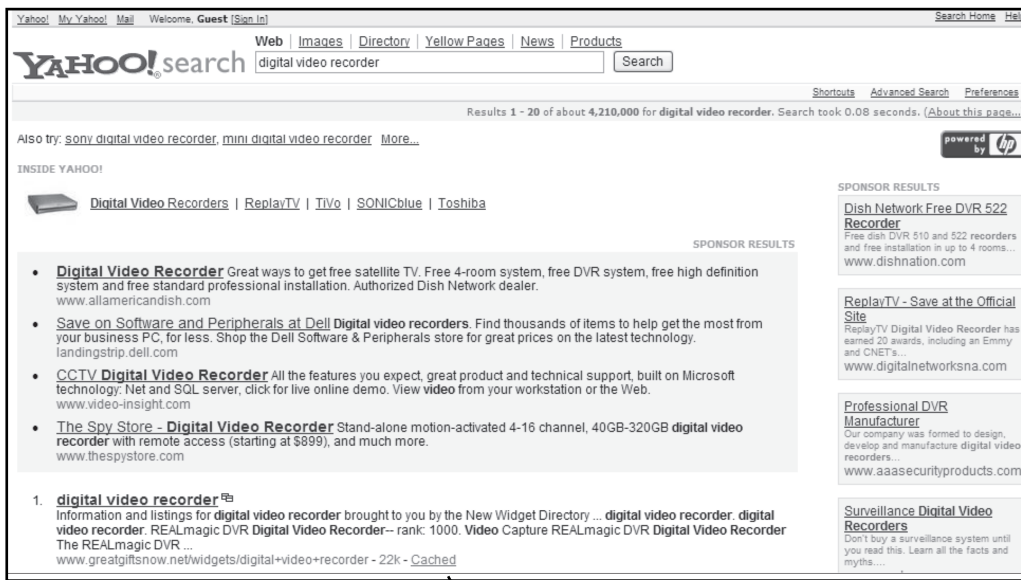 Yahoo! My Yahoo! Mail Welcome, Guest [Sign In]
Search Home
Web | Images | Directory | Yellow Pages | News | Products
YAHOO! search
digital video recorder
Search
Shortcuts Advanced Search Preferences
Results 1 - 20 of about 4,210,000 for digital video recorder. Search took 0.08 seconds. (About this page...
Also try: sony digital video recorder, mini digital video recorder More...
powered by hp
INSIDE YAHOO!
Digital Video Recorders | ReplayTV | TiVo | SONICblue | Toshiba
SPONSOR RESULTS
• Digital Video Recorder Great ways to get free satellite TV. Free 4-room system, free DVR system, free high definition
system and free standard professional installation. Authorized Dish Network dealer.
www.allamericandish.com
• Save on Software and Peripherals at Dell Digital video recorders. Find thousands of items to help get the most from
your business PC, for less. Shop the Dell Software & Peripherals store for great prices on the latest technology.
landingstrip.dell.com
• CCTV Digital Video Recorder All the features you expect, great product and technical support, built on Microsoft
technology: Net and SQL server, click for live online demo. View video from your workstation or the Web.
www.video-insight.com
• The Spy Store - Digital Video Recorder Stand-alone motion-activated 4-16 channel, 40GB-320GB digital video
recorder with remote access (starting at $899), and much more.
www.thespystore.com
1. digital video recorder
Information and listings for digital video recorder brought to you by the New Widget Directory ... digital video recorder. digital
video recorder. REALmagic DVR Digital Video Recorder-- rank: 1000. Video Capture REALmagic DVR Digital Video Recorder
The REALmagic DVR ...
www.greatgiftsnow.net/widgets/digital+video+recorder - 22k - Cached
SPONSOR RESULTS
Dish Network Free DVR 522
Recorder
Free dish DVR 510 and 522 recorders
and free installation in up to 4 rooms...
www.dishnation.com
ReplayTV - Save at the Official
Site
ReplayTV Digital Video Recorder has
earned 20 awards, including an Emmy
and CNET's...
www.digitalnetworksna.com
Professional DVR
Manufacturer
Our company was formed to design,
develop and manufacture digital video
recorders...
www.aaasecurityproducts.com
Surveillance Digital Video
Recorders
Don't buy a surveillance system until
you read this. Learn all the facts and
myths....